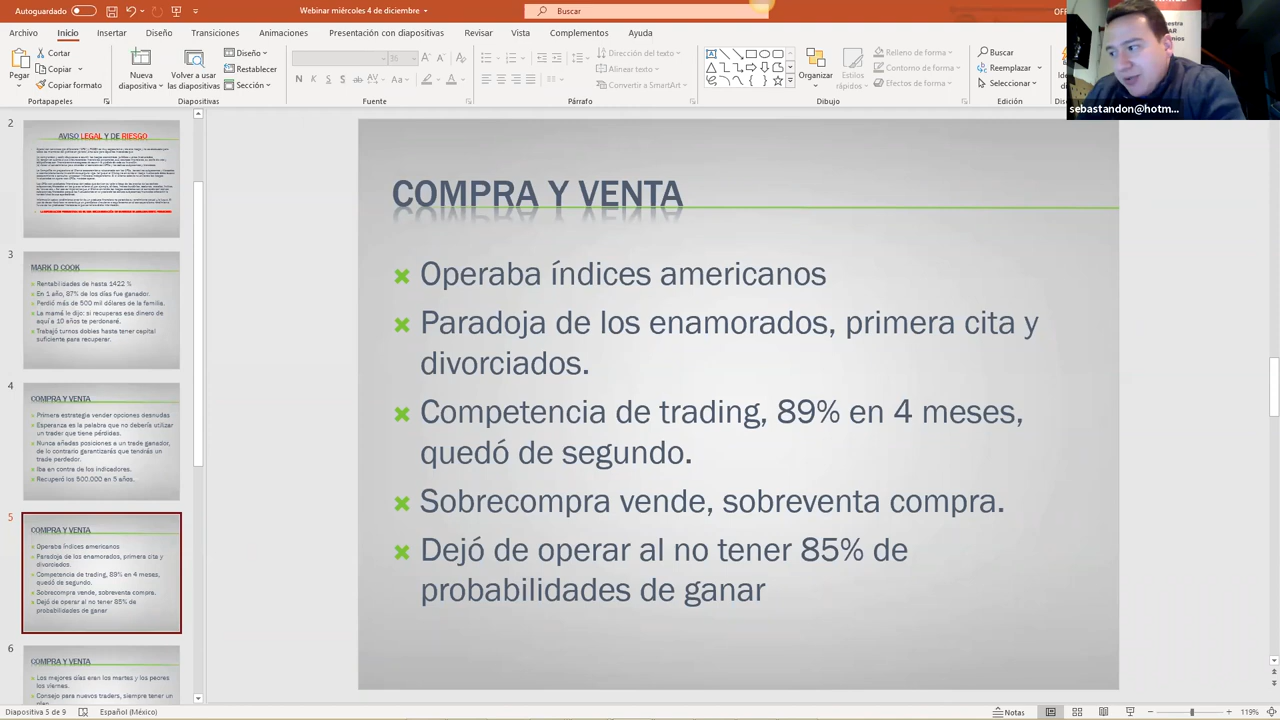 Autoguardado
Webinar miércoles 4 de diciembre
Buscar
Archivo
Inicio
Insertar
Diseño
Transiciones
Animaciones
Presentación con diapositivas
Revisar
Vista
Complementos
Ayuda
Pegar
Cortar
Copiar
Copiar formato
Portapapeles
Nueva
diapositiva
Volver a usar
diapositivas
Diseño
Restablecer
Sección
Diapositivas
Fuente
Dirección del texto
Alinear texto
Convertir a SmartArt
Párrafo
Organizar
Estilos
rápidos
Relleno de forma
Contorno de forma
Efectos de forma
Dibujo
Buscar
Reemplazar
Seleccionar
Edición
sebastandon@hotm...
2
AVISO LEGAL Y DE RIESGO
3
MARK D COOK
Rentabilidades de hasta 1422 %
En 1 año, 87% de los días fue ganador.
Perdió más de 500 mil dólares de la familia.
La mamá le dijo: si recuperas ese dinero de
aquí a 10 años te perdonaré.
Trabajó turnos dobles hasta tener capital
suficiente para recuperar.
4
COMPRA Y VENTA
Primera estrategia vender opciones desnudas
Esperanza es la palabra que no debería utilizar
un trader que tiene pérdidas.
Nunca añadas posiciones a un trade ganador,
de lo contrario garantizarás que tendrás un
trade perdedor.
Iba en contra de los indicadores.
Recuperó los 500.000 en 5 años.
5
COMPRA Y VENTA
Operaba índices americanos
Paradoja de los enamorados, primera cita y
divorciados.
Competencia de trading, 89% en 4 meses,
quedó de segundo.
Sobrecompra vende, sobreventa compra.
Dejó de operar al no tener 85% de
probabilidades de ganar
6
COMPRA Y VENTA
Los mejores días eran los martes y los peores
los viernes.
Consejo para nuevos traders, siempre tener un
COMPRA Y VENTA
Operaba índices americanos
Paradoja de los enamorados, primera cita y
divorciados.
Competencia de trading, 89% en 4 meses,
quedó de segundo.
Sobrecompra vende, sobreventa compra.
Dejó de operar al no tener 85% de
probabilidades de ganar
Diapositiva 5 de 9
Español (México)
Notas
119%